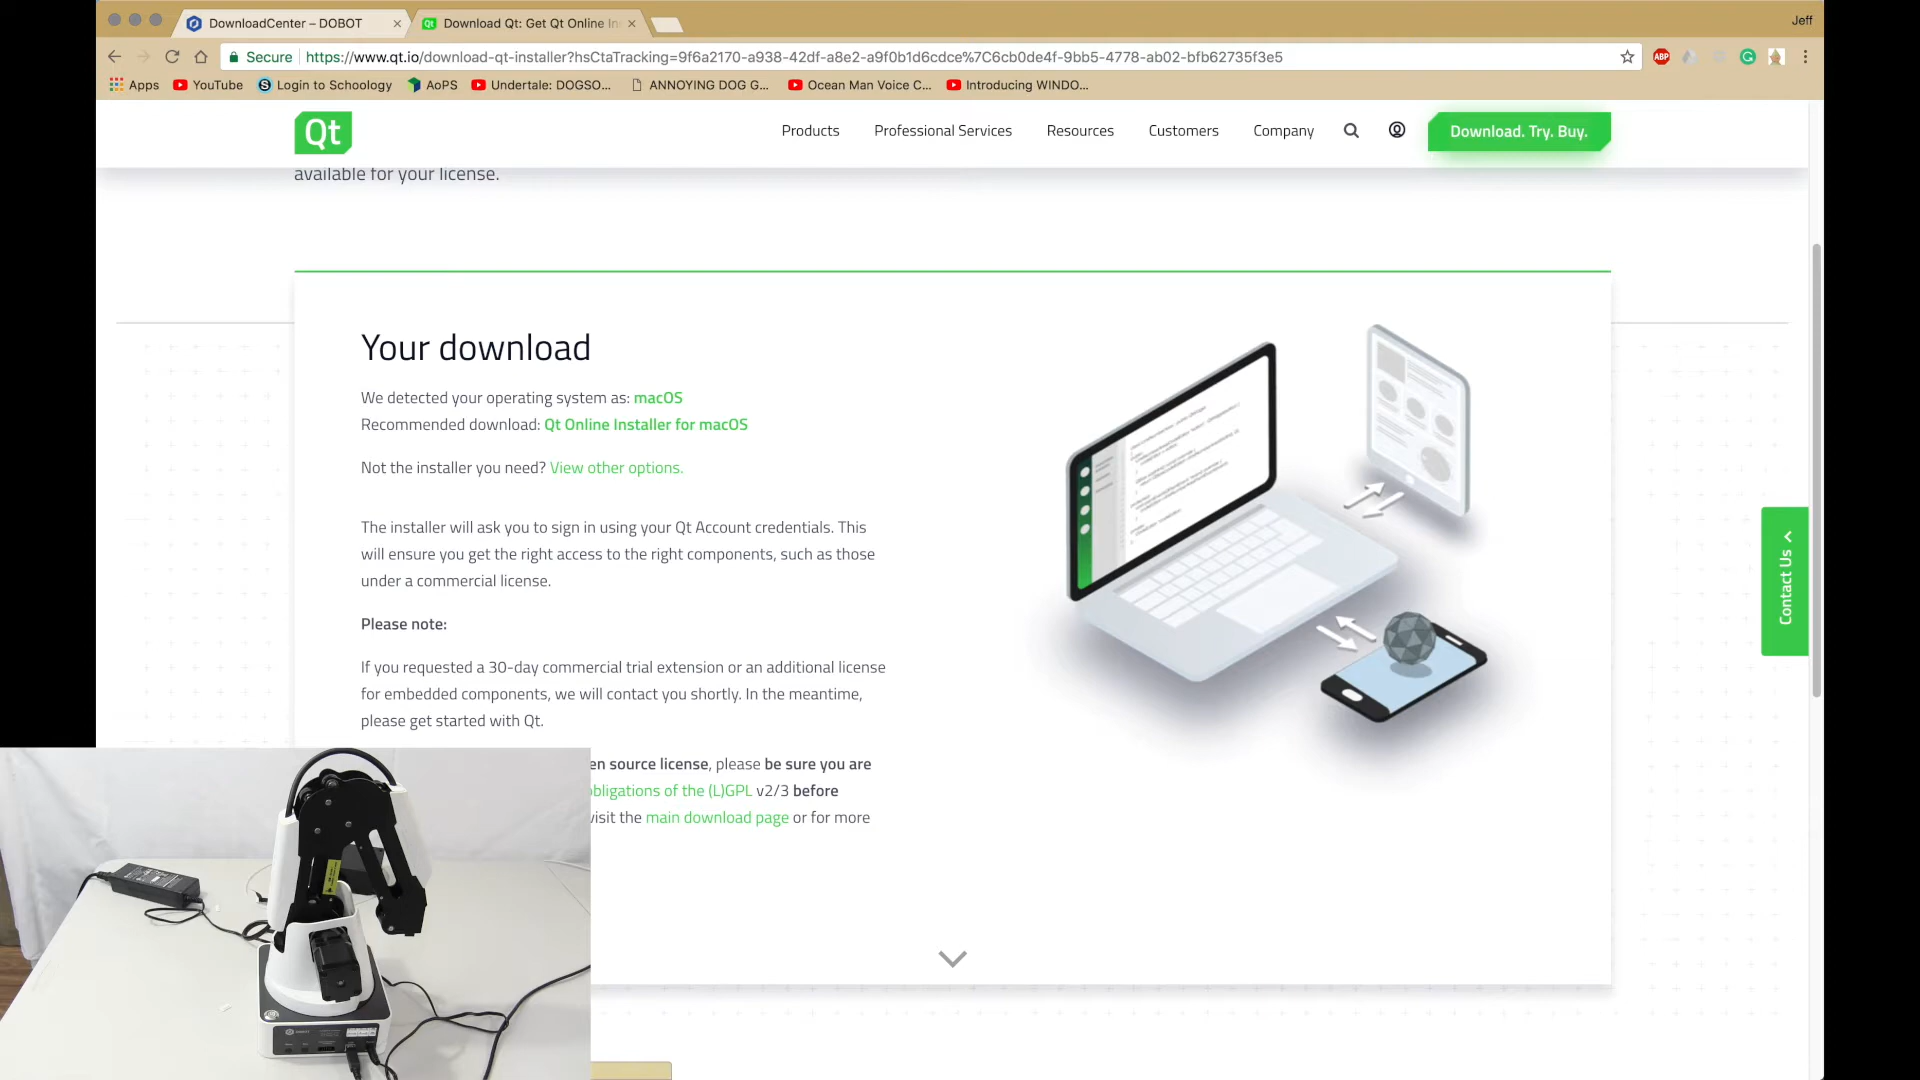 DownloadCenter – DOBOT
Download Qt: Get Qt Online In
Jeff
Secure https://www.qt.io/download-qt-installer?hsCtaTracking=9f6a2170-a938-42df-a8e2-a9f0b1d6cdce%7C6cb0de4f-9bb5-4778-ab02-bfb62735f3e5
ABP
Apps YouTube Login to Schoology AoPS Undertale: DOGSO... ANNOYING DOG G... Ocean Man Voice C... Introducing WINDO...
Qt
Products Professional Services Resources Customers Company Download. Try. Buy.
available for your license.
Your download
We detected your operating system as: macOS
Recommended download: Qt Online Installer for macOS
Not the installer you need? View other options.
The installer will ask you to sign in using your Qt Account credentials. This
will ensure you get the right access to the right components, such as those
under a commercial license.
Please note:
If you requested a 30-day commercial trial extension or an additional license
for embedded components, we will contact you shortly. In the meantime,
please get started with Qt.
en source license, please be sure you are
obligations of the (L)GPL v2/3 before
visit the main download page or for more
Contact Us